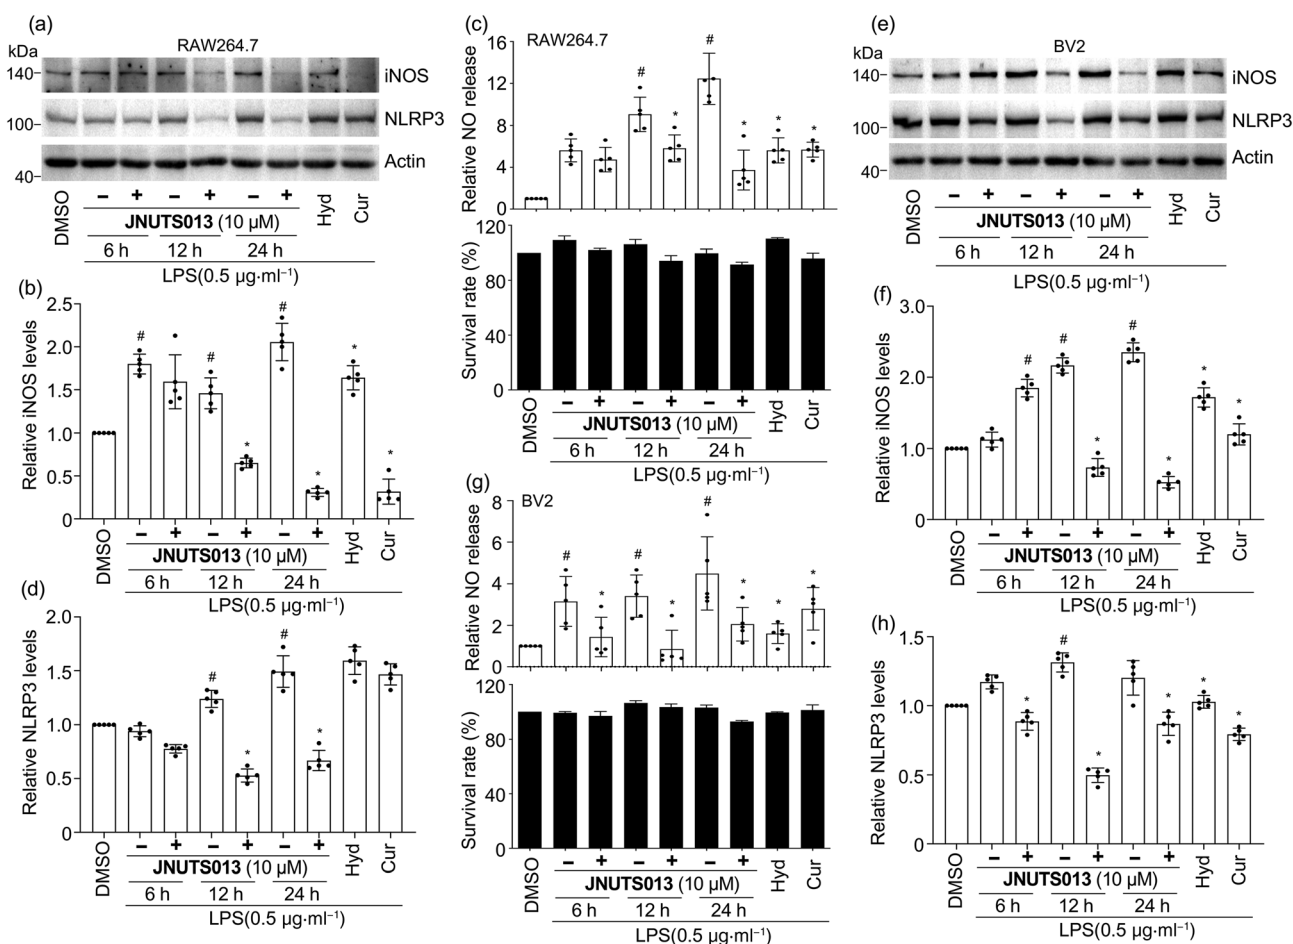 (a)
RAW264.7
kDa
140
iNOS
100
NLRP3
40
Actin
DMSO
– + – + – +
Hyd
Cur
JNUTS013 (10 µM)
6 h 12 h 24 h
LPS(0.5 µg·ml⁻¹)
(b)
Relative iNOS levels
2.5
2.0
1.5
1.0
0.5
0
# # # * * * *
DMSO
– + – + – +
Hyd
Cur
JNUTS013 (10 µM)
6 h 12 h 24 h
LPS(0.5 µg·ml⁻¹)
(c)
RAW264.7
Relative NO release
16
12
8
4
0
# * # * * *
Survival rate (%)
120
80
40
0
DMSO
– + – + – +
Hyd
Cur
JNUTS013 (10 µM)
6 h 12 h 24 h
LPS(0.5 µg·ml⁻¹)
(d)
Relative NLRP3 levels
2.0
1.5
1.0
0.5
0
# * # *
DMSO
– + – + – +
Hyd
Cur
JNUTS013 (10 µM)
6 h 12 h 24 h
LPS(0.5 µg·ml⁻¹)
(e)
BV2
kDa
140
iNOS
100
NLRP3
40
Actin
DMSO
– + – + – +
Hyd
Cur
JNUTS013 (10 µM)
6 h 12 h 24 h
LPS(0.5 µg·ml⁻¹)
(f)
Relative iNOS levels
3.0
2.0
1.0
0
# # * # * * *
DMSO
– + – + – +
Hyd
Cur
JNUTS013 (10 µM)
6 h 12 h 24 h
LPS(0.5 µg·ml⁻¹)
(g)
BV2
Relative NO release
8
6
4
2
0
# * # * # * * *
Survival rate (%)
120
80
40
0
DMSO
– + – + – +
Hyd
Cur
JNUTS013 (10 µM)
6 h 12 h 24 h
LPS(0.5 µg·ml⁻¹)
(h)
Relative NLRP3 levels
1.5
1.0
0.5
0
* # * * * *
DMSO
– + – + – +
Hyd
Cur
JNUTS013 (10 µM)
6 h 12 h 24 h
LPS(0.5 µg·ml⁻¹)